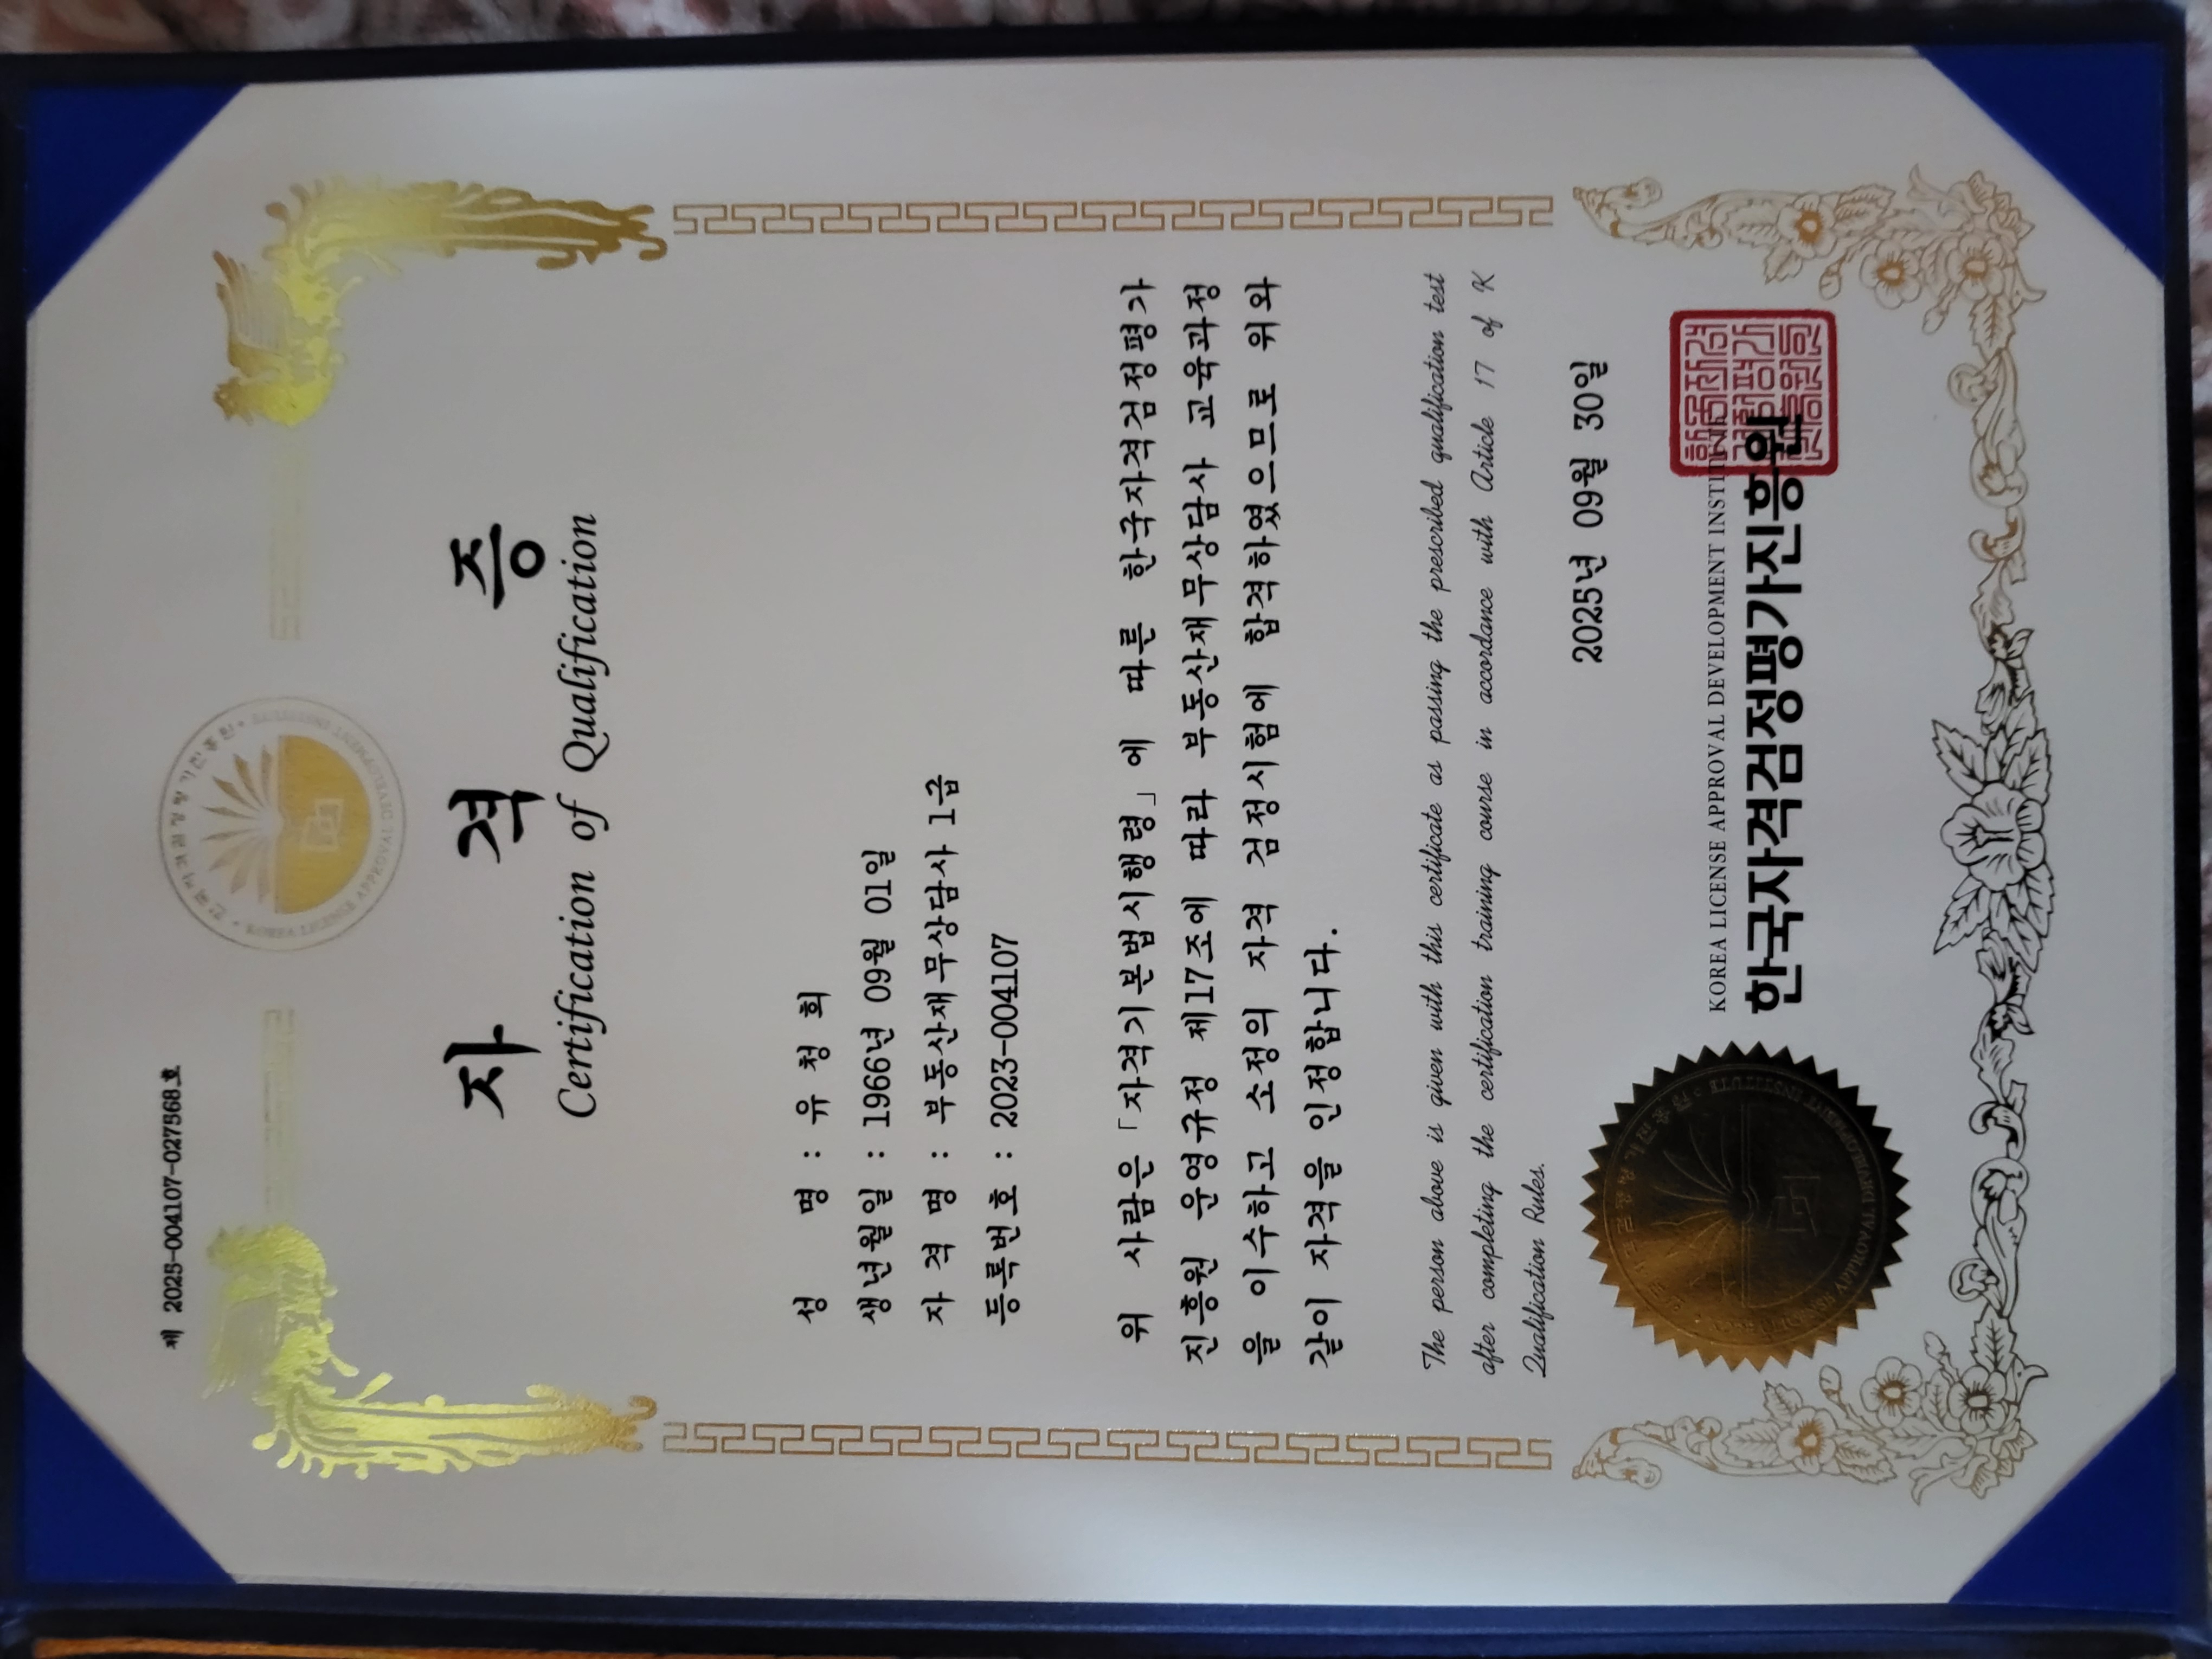 제 2025-004107-027568호
자 격 증
Certification of Qualification
성 명 : 유 청 희
생년월일 : 1966년 09월 01일
자 격 명 : 부동산재무상담사 1급
등록번호 : 2023-004107
위 사람은「자격기본법시행령」에 따른 한국자격검정평가
진흥원 운영규정 제17조에 따라 부동산재무상담사 교육과정
을 이수하고 소정의 자격 검정시험에 합격하였으므로 위와
같이 자격을 인정합니다.
The person above is given with this certificate as passing the prescribed qualification test
after completing the certification training course in accordance with Article 17 of K
Qualification Rules.
2025년 09월 30일
KOREA LICENSE APPROVAL DEVELOPMENT INSTITUTE
한국자격검정평가진흥원